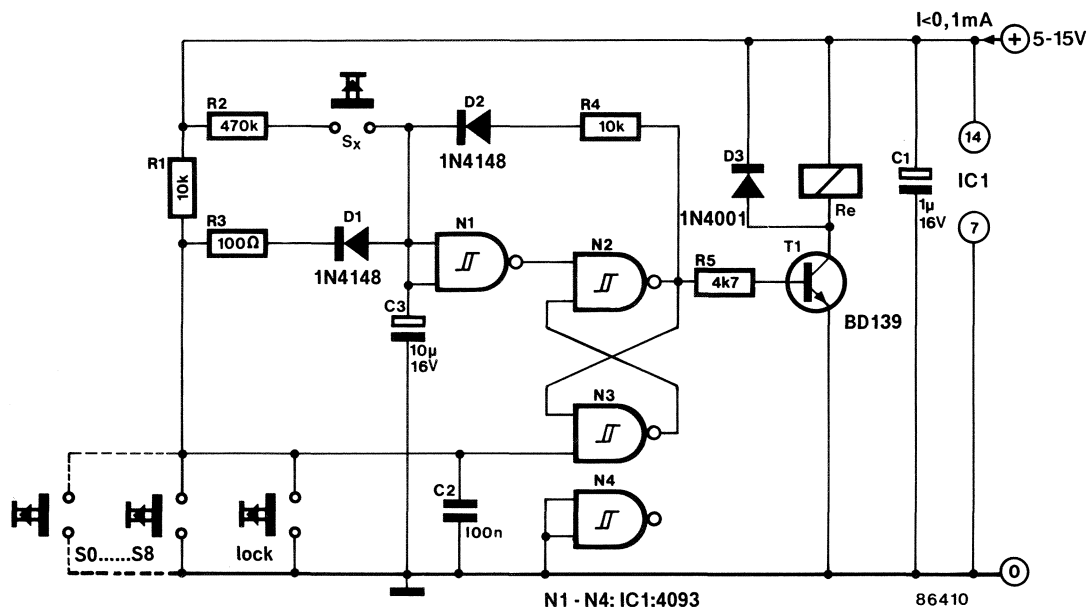 I<0,1mA
+ 5-15V
R2
470k
Sx
D2
1N4148
R4
10k
R1
10k
D3
1N4001
Re
C1
1µ
16V
14
IC1
7
R3
100Ω
D1
1N4148
N1
N2
R5
4k7
T1
BD139
C3
10µ
16V
N3
N4
C2
100n
S0......S8
lock
0
N1 - N4: IC1:4093
86410